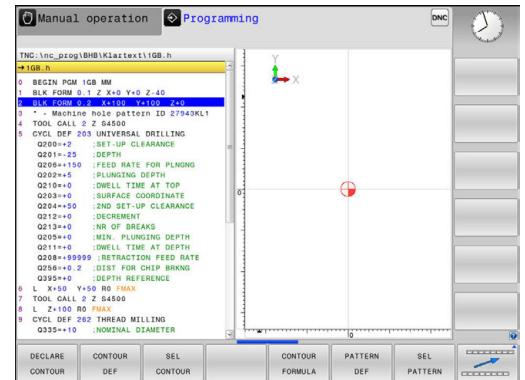 Manual operation
Programming
DNC
TNC:\nc_prog\BHB\Klartext\1GB.h
→1GB.h
0 BEGIN PGM 1GB MM
1 BLK FORM 0.1 Z X+0 Y+0 Z-40
2 BLK FORM 0.2 X+100 Y+100 Z+0
3 * - Machine hole pattern ID 27943KL1
4 TOOL CALL 2 Z S4500
5 CYCL DEF 203 UNIVERSAL DRILLING
Q200=+2 ;SET-UP CLEARANCE
Q201=-25 ;DEPTH
Q206=+150 ;FEED RATE FOR PLNGNG
Q202=+5 ;PLUNGING DEPTH
Q210=+0 ;DWELL TIME AT TOP
Q203=+0 ;SURFACE COORDINATE
Q204=+50 ;2ND SET-UP CLEARANCE
Q212=+0 ;DECREMENT
Q213=+0 ;NR OF BREAKS
Q205=+0 ;MIN. PLUNGING DEPTH
Q211=+0 ;DWELL TIME AT DEPTH
Q208=+99999 ;RETRACTION FEED RATE
Q256=+0.2 ;DIST FOR CHIP BRKNG
Q395=+0 ;DEPTH REFERENCE
6 L X+50 Y+50 R0 FMAX
7 TOOL CALL 2 Z S4500
8 L Z+100 R0 FMAX
9 CYCL DEF 262 THREAD MILLING
Q335=+10 ;NOMINAL DIAMETER
Y
X
0
0
DECLARE CONTOUR
CONTOUR DEF
SEL CONTOUR
CONTOUR FORMULA
PATTERN DEF
SEL PATTERN